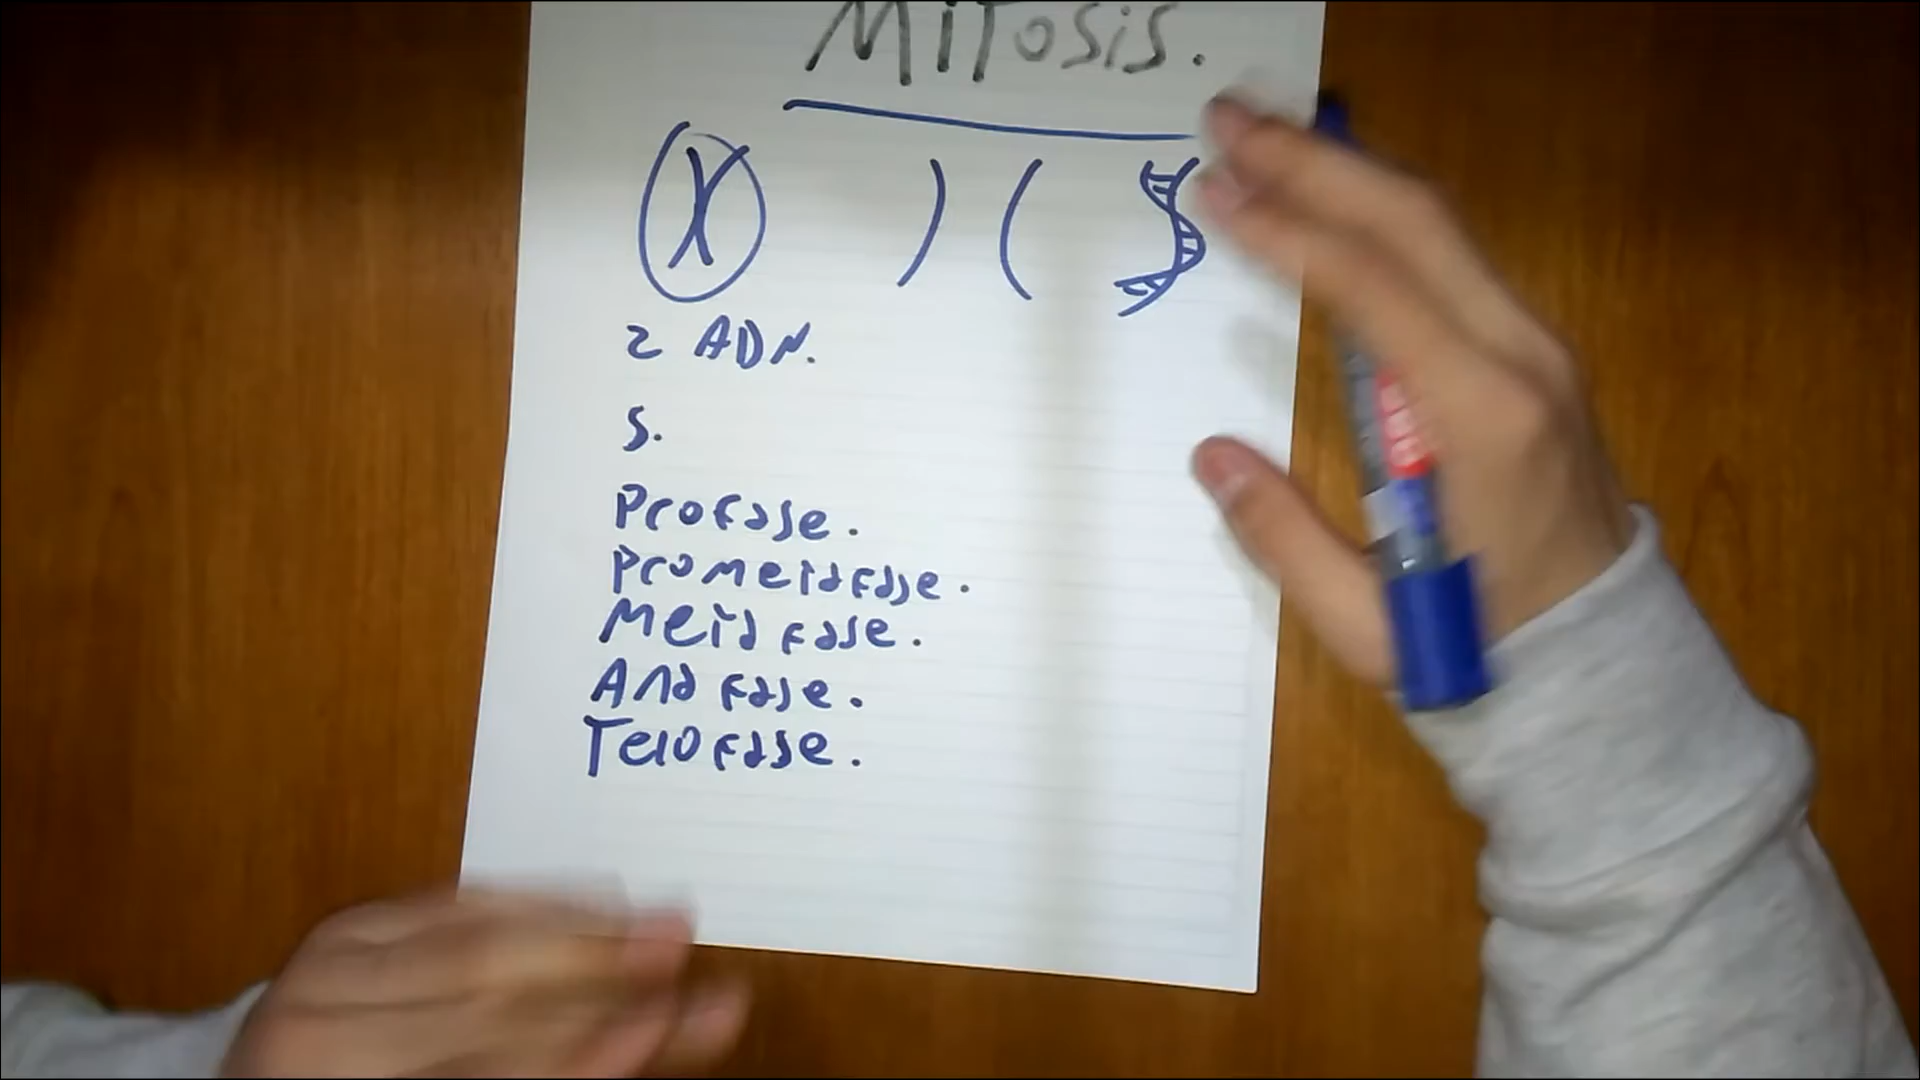 MiTosis.
2 ADN.
S.
Profase.
Prometafase.
Metafase.
Anafase.
Telofase.